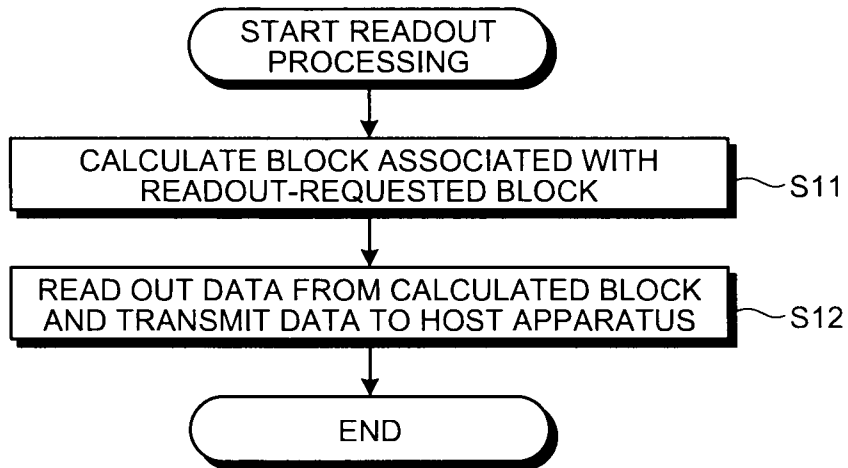 START READOUT
PROCESSING
CALCULATE BLOCK ASSOCIATED WITH
READOUT-REQUESTED BLOCK
S11
READ OUT DATA FROM CALCULATED BLOCK
AND TRANSMIT DATA TO HOST APPARATUS
S12
END